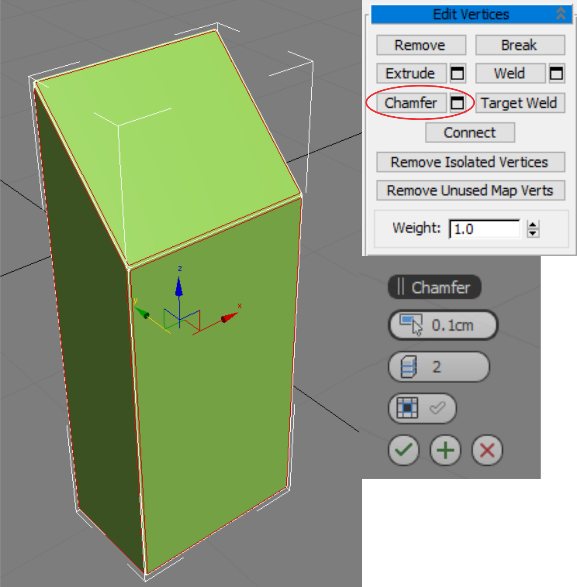 Edit Vertices
Remove Break
Extrude Weld
Chamfer Target Weld
Connect
Remove Isolated Vertices
Remove Unused Map Verts
Weight: 1.0
z
y x
Chamfer
0.1cm
2